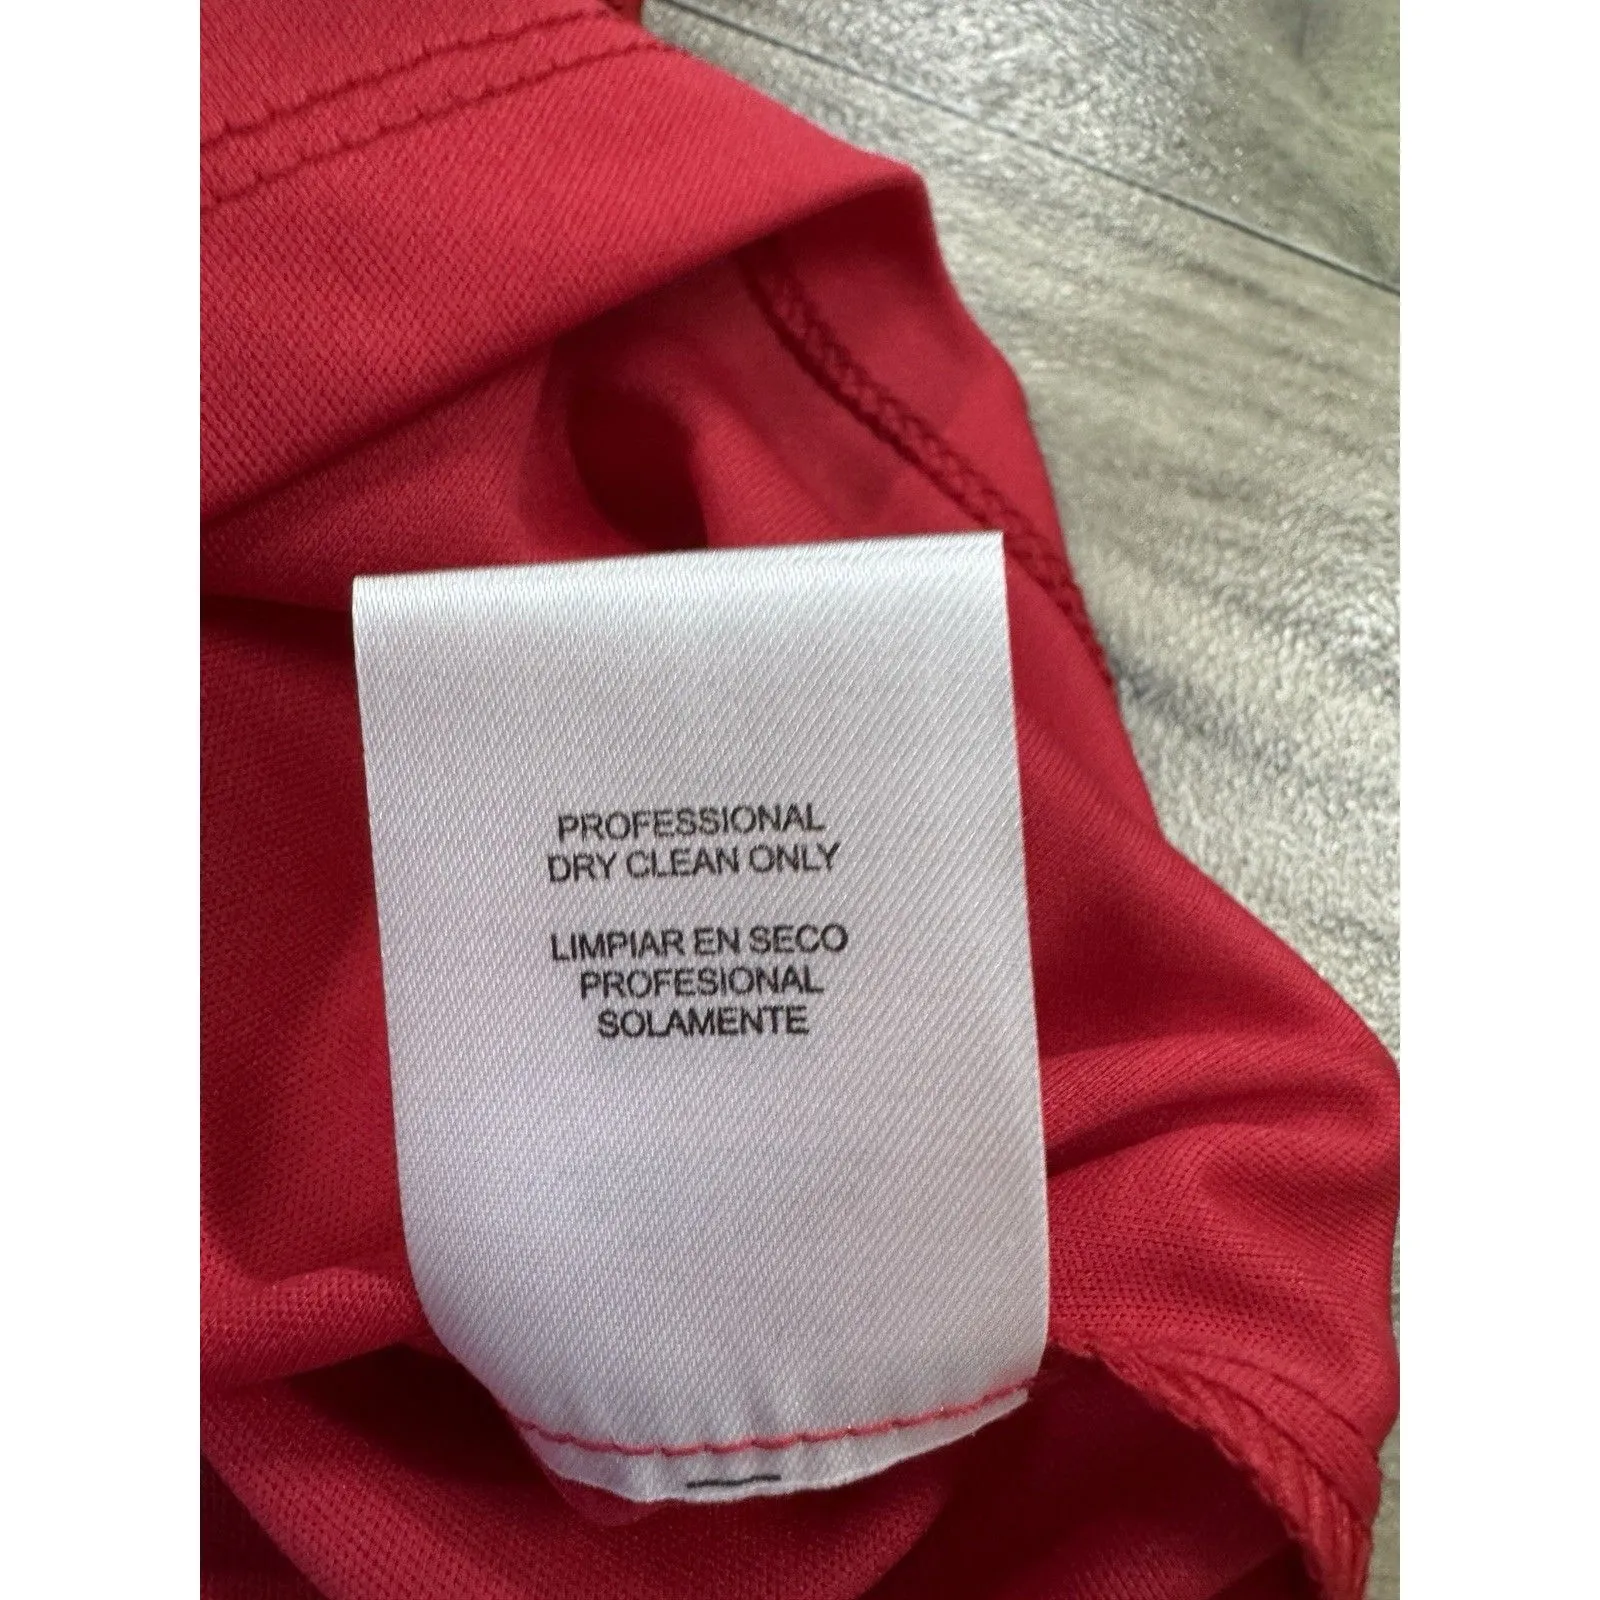 PROFESSIONAL
DRY CLEAN ONLY
LIMPIAR EN SECO
PROFESIONAL
SOLAMENTE